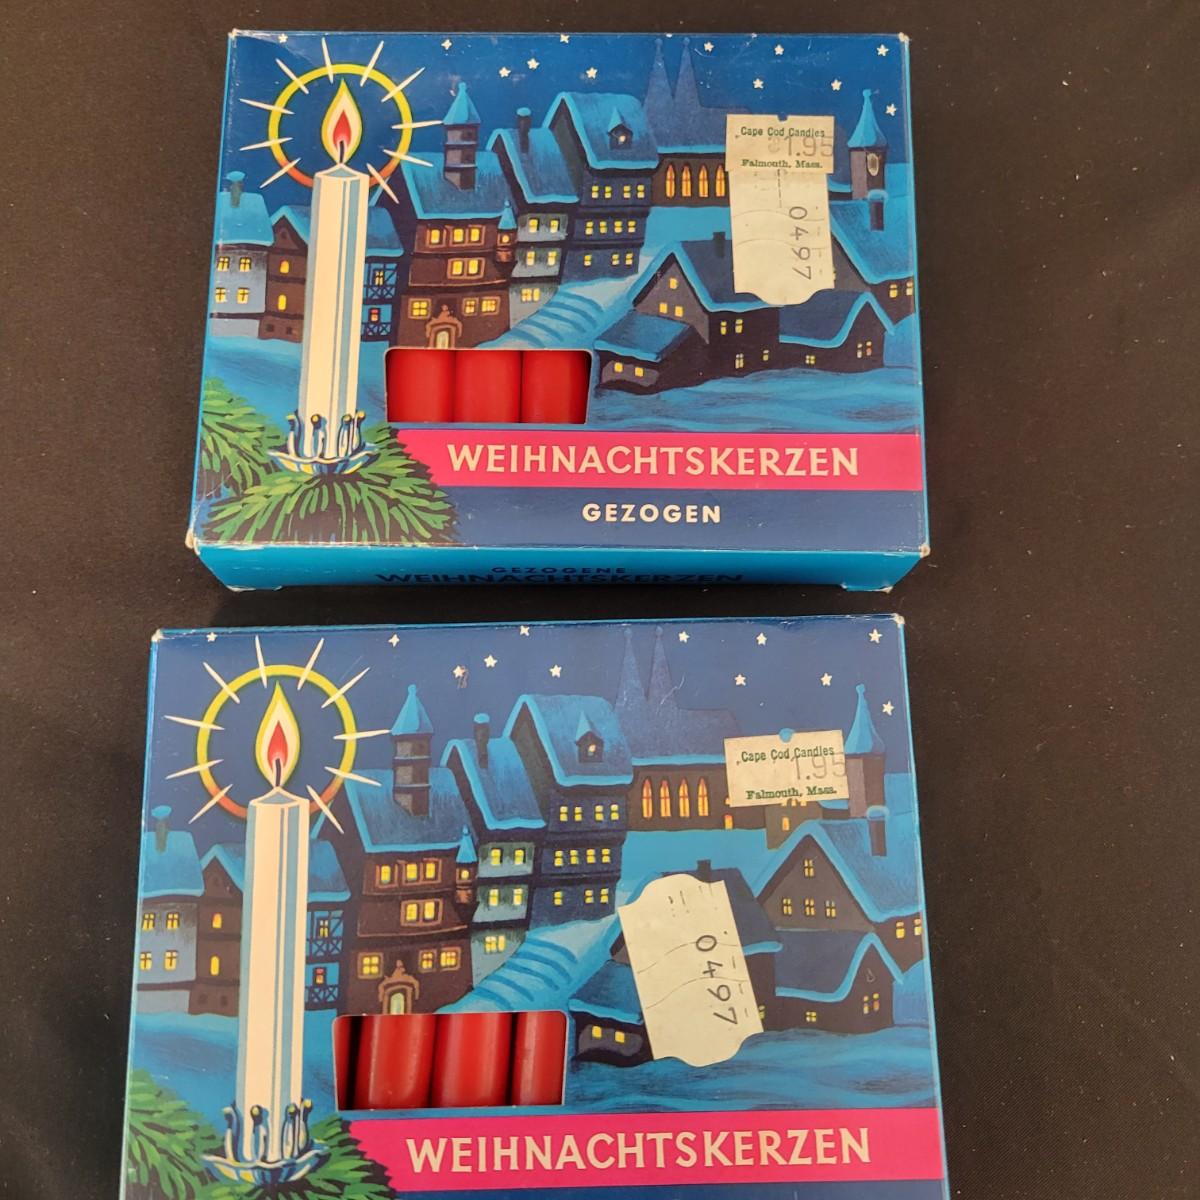 Cape Cod Candles
1.95
Falmouth, Mass.
0497
WEIHNACHTSKERZEN
GEZOGEN
GEZOGENE
WEIHNACHTSKERZEN
Cape Cod Candles
1.95
Falmouth, Mass.
0497
WEIHNACHTSKERZEN